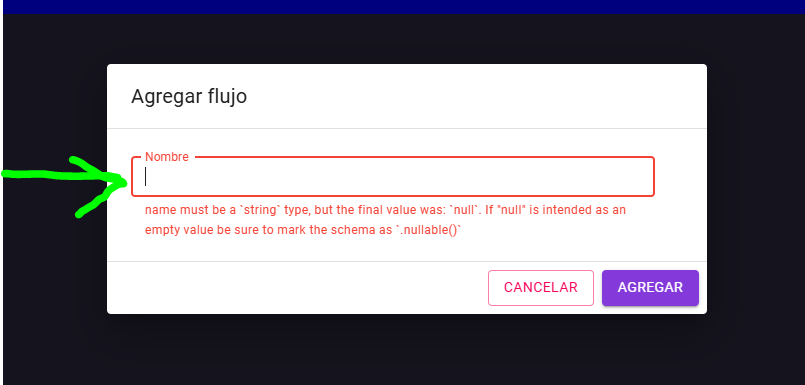 Agregar flujo
Nombre
name must be a `string` type, but the final value was: `null`. If "null" is intended as an
empty value be sure to mark the schema as `.nullable()`
CANCELAR AGREGAR